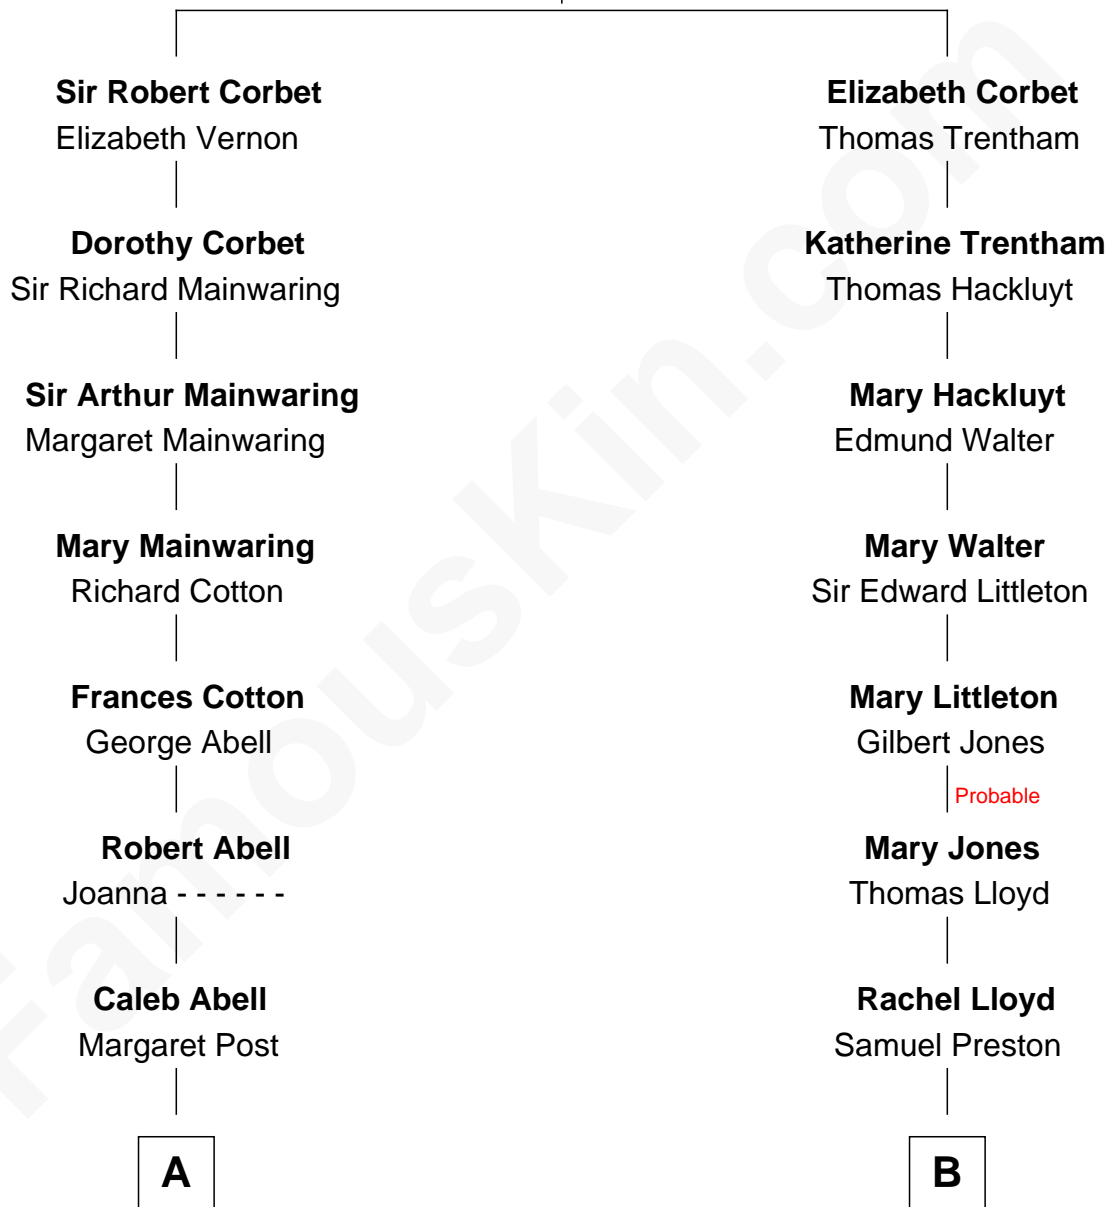 Sir Robert Corbet
Elizabeth Vernon
Dorothy Corbet
Sir Richard Mainwaring
Sir Arthur Mainwaring
Margaret Mainwaring
Mary Mainwaring
Richard Cotton
Frances Cotton
George Abell
Robert Abell
Joanna - - - - - -
Caleb Abell
Margaret Post
A
Elizabeth Corbet
Thomas Trentham
Katherine Trentham
Thomas Hackluyt
Mary Hackluyt
Edmund Walter
Mary Walter
Sir Edward Littleton
Mary Littleton
Gilbert Jones
Probable
Mary Jones
Thomas Lloyd
Rachel Lloyd
Samuel Preston
B
FamousKin.com